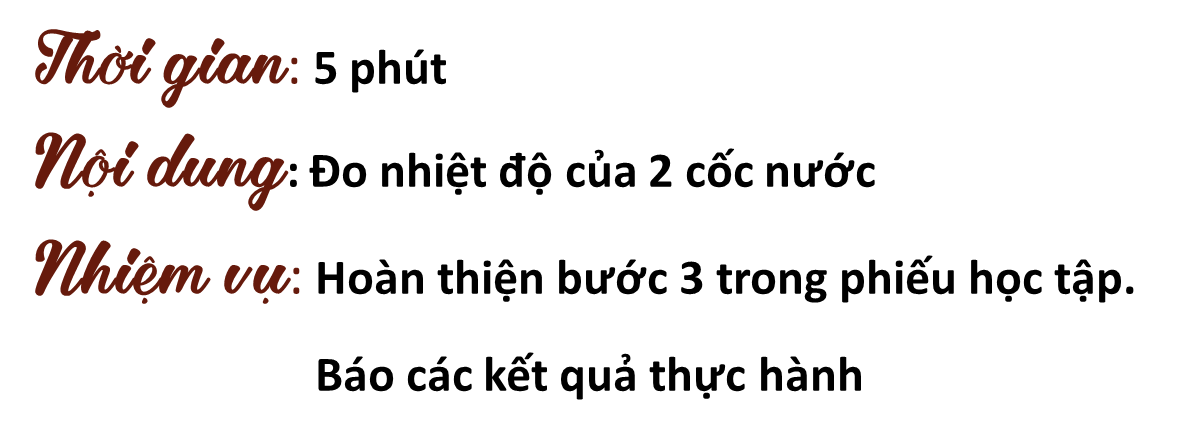 Thời gian: 5 phút
Nội dung: Đo nhiệt độ của 2 cốc nước
Nhiệm vụ: Hoàn thiện bước 3 trong phiếu học tập.
Báo các kết quả thực hành